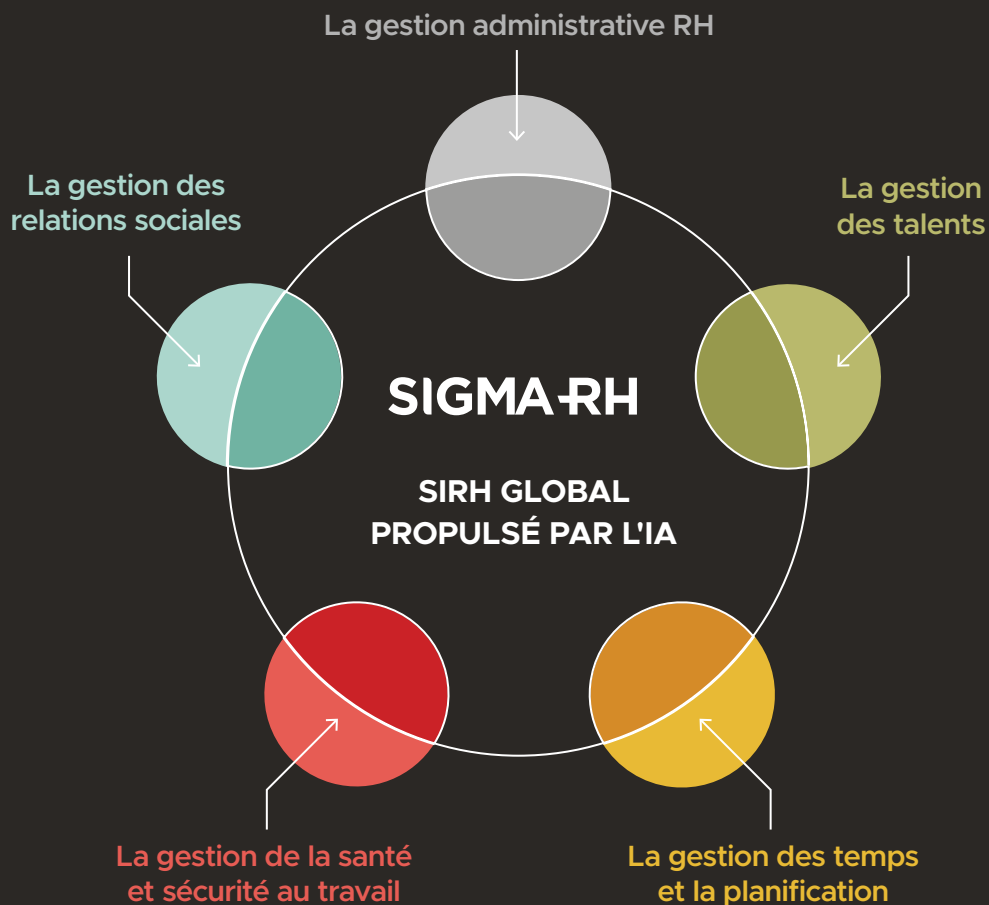 La gestion administrative RH
La gestion des
relations sociales
La gestion
des talents
SIGMA-RH
SIRH GLOBAL
PROPULSÉ PAR L'IA
La gestion de la santé
et sécurité au travail
La gestion des temps
et la planification